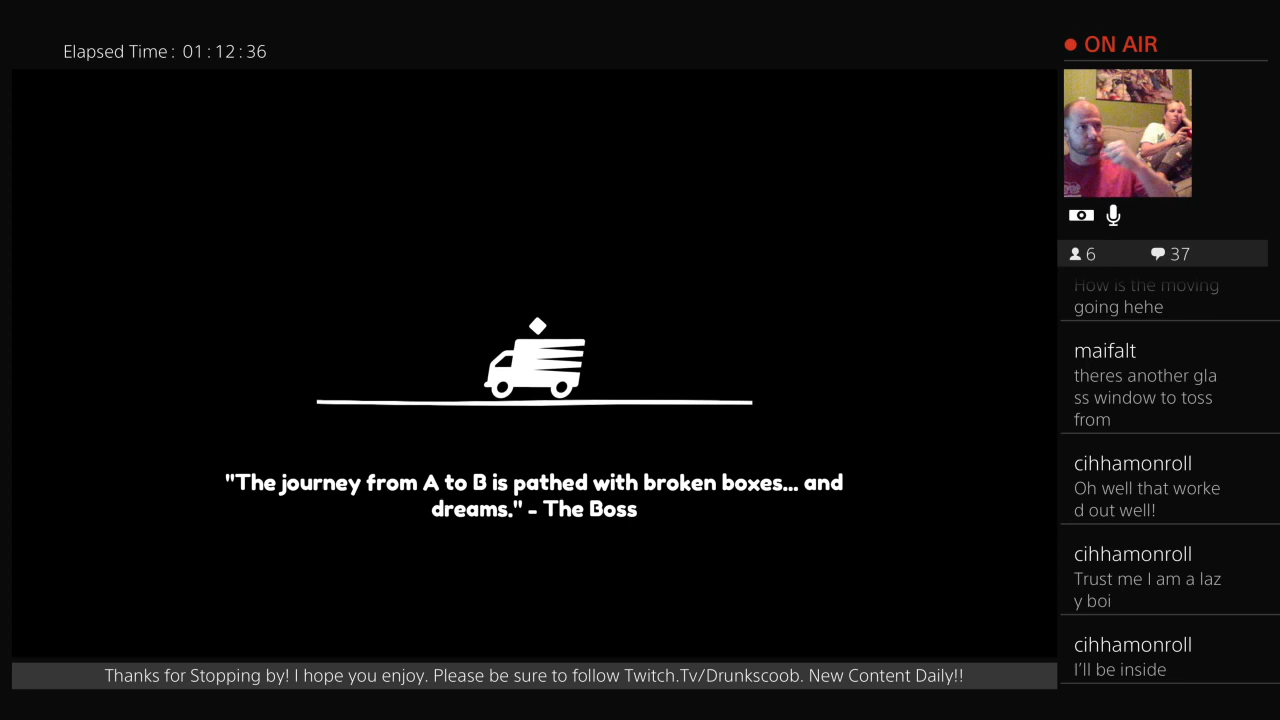 Elapsed Time: 01:12:36
ON AIR
6
37
How is the moving
going hehe
maifalt
theres another gla
ss window to toss
from
cihhamonroll
Oh well that worke
d out well!
cihhamonroll
Trust me I am a laz
y boi
cihhamonroll
I'll be inside
"The journey from A to B is pathed with broken boxes... and
dreams." - The Boss
Thanks for Stopping by! I hope you enjoy. Please be sure to follow Twitch.Tv/Drunkscoob. New Content Daily!!